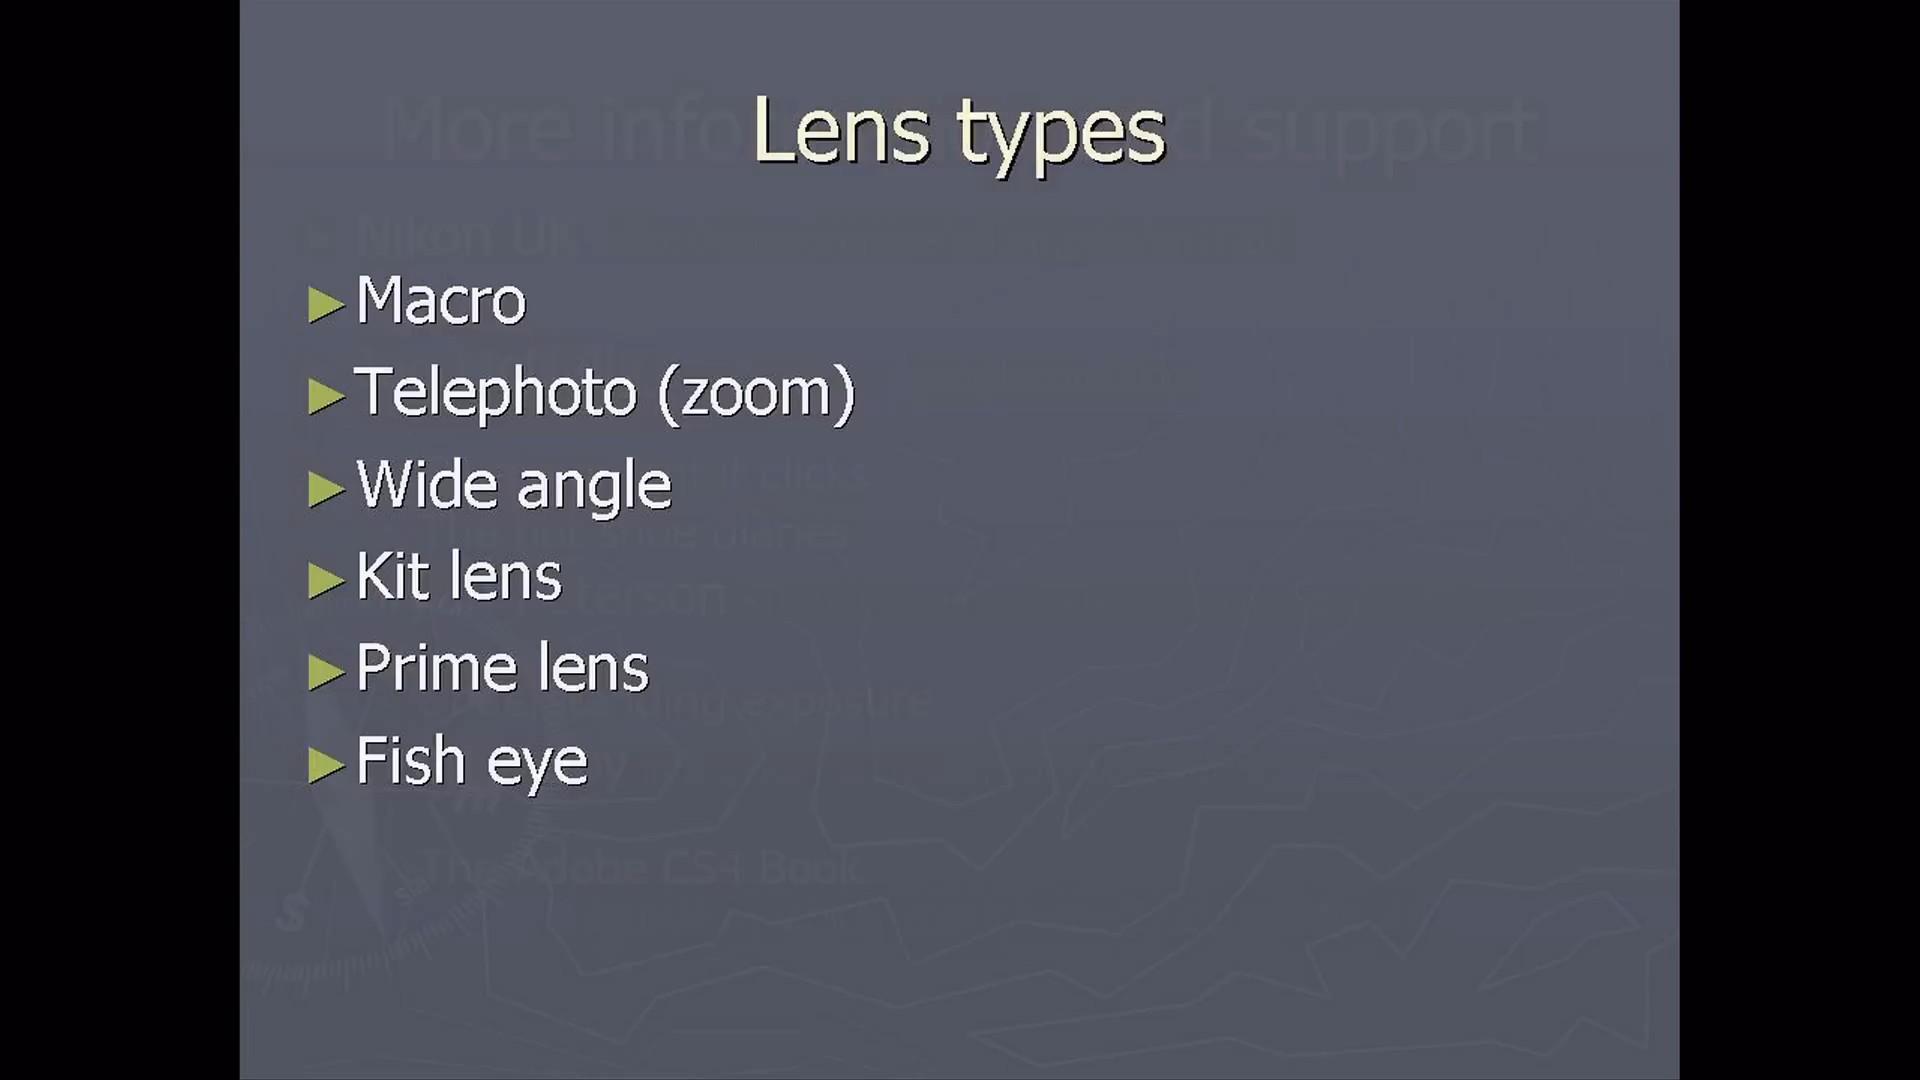 Lens types
► Macro
► Telephoto (zoom)
► Wide angle
► Kit lens
► Prime lens
► Fish eye